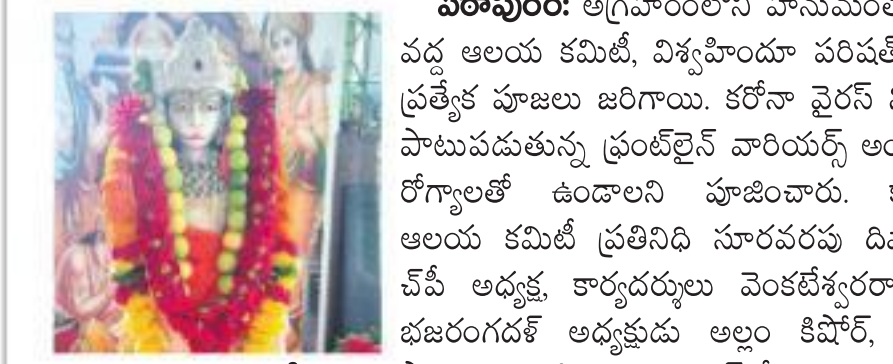 పిఠాపురం: అగ్రహారంలోని
వద్ద ఆలయ కమిటీ, విశ్వహిందూ పరిషత్
ప్రత్యేక పూజలు జరిగాయి. కరోనా వైరస్
పాటుపడుతున్న ఫ్రంట్‌లైన్ వారియర్స్
రోగ్యాలతో ఉండాలని పూజించారు.
ఆలయ కమిటీ ప్రతినిధి సూరవరపు
చ్‌పీ అధ్యక్ష, కార్యదర్శులు
భజరంగదళ్ అధ్యక్షుడు అల్లం కిషోర్,